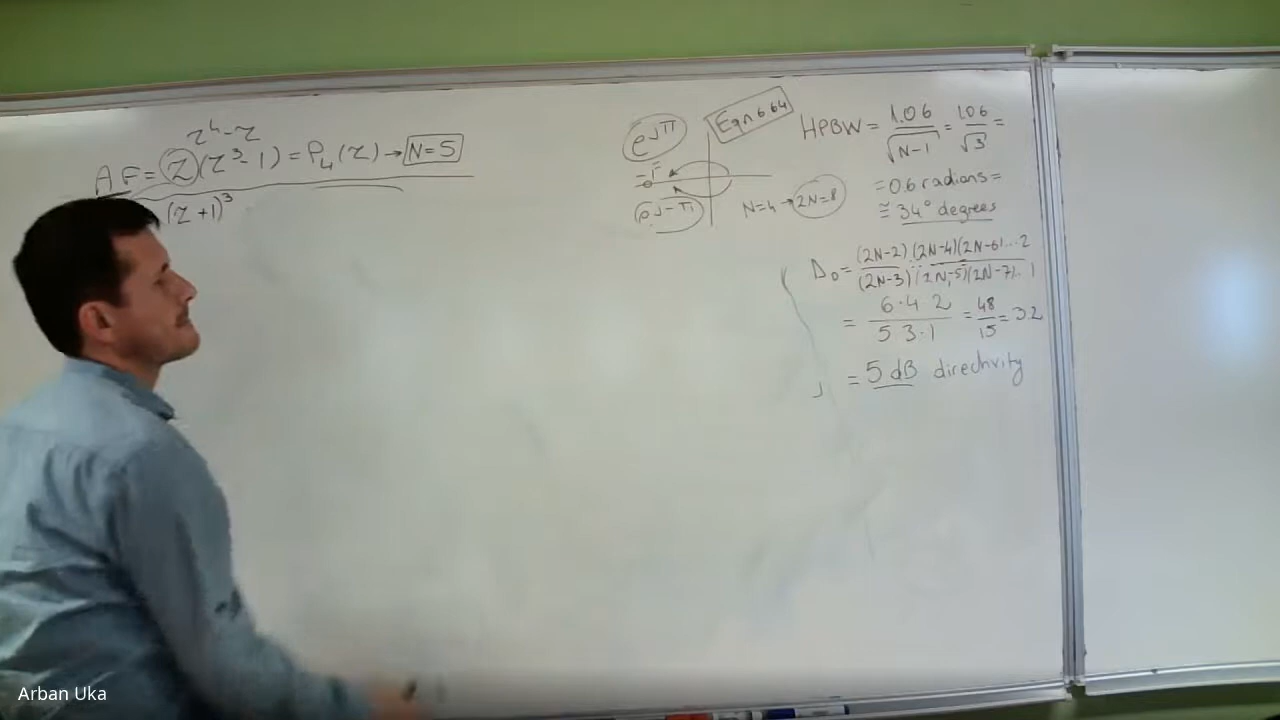 z⁴-z
AF = z(z³-1) = P₄(z) → N=5
(z+1)³
e^jπ
Eqn 6.64
-1
e^j-π
N=4 → 2N=8
HPBW = 1.06/√N-1 = 1.06/√3 =
= 0.6 radians =
≅ 34° degrees
D₀ = (2N-2)(2N-4)(2N-6)...2 / (2N-3)(2N-5)(2N-7)..1
= 6·4·2 / 5·3·1 = 48/15 = 3.2
= 5 dB directivity
Arban Uka